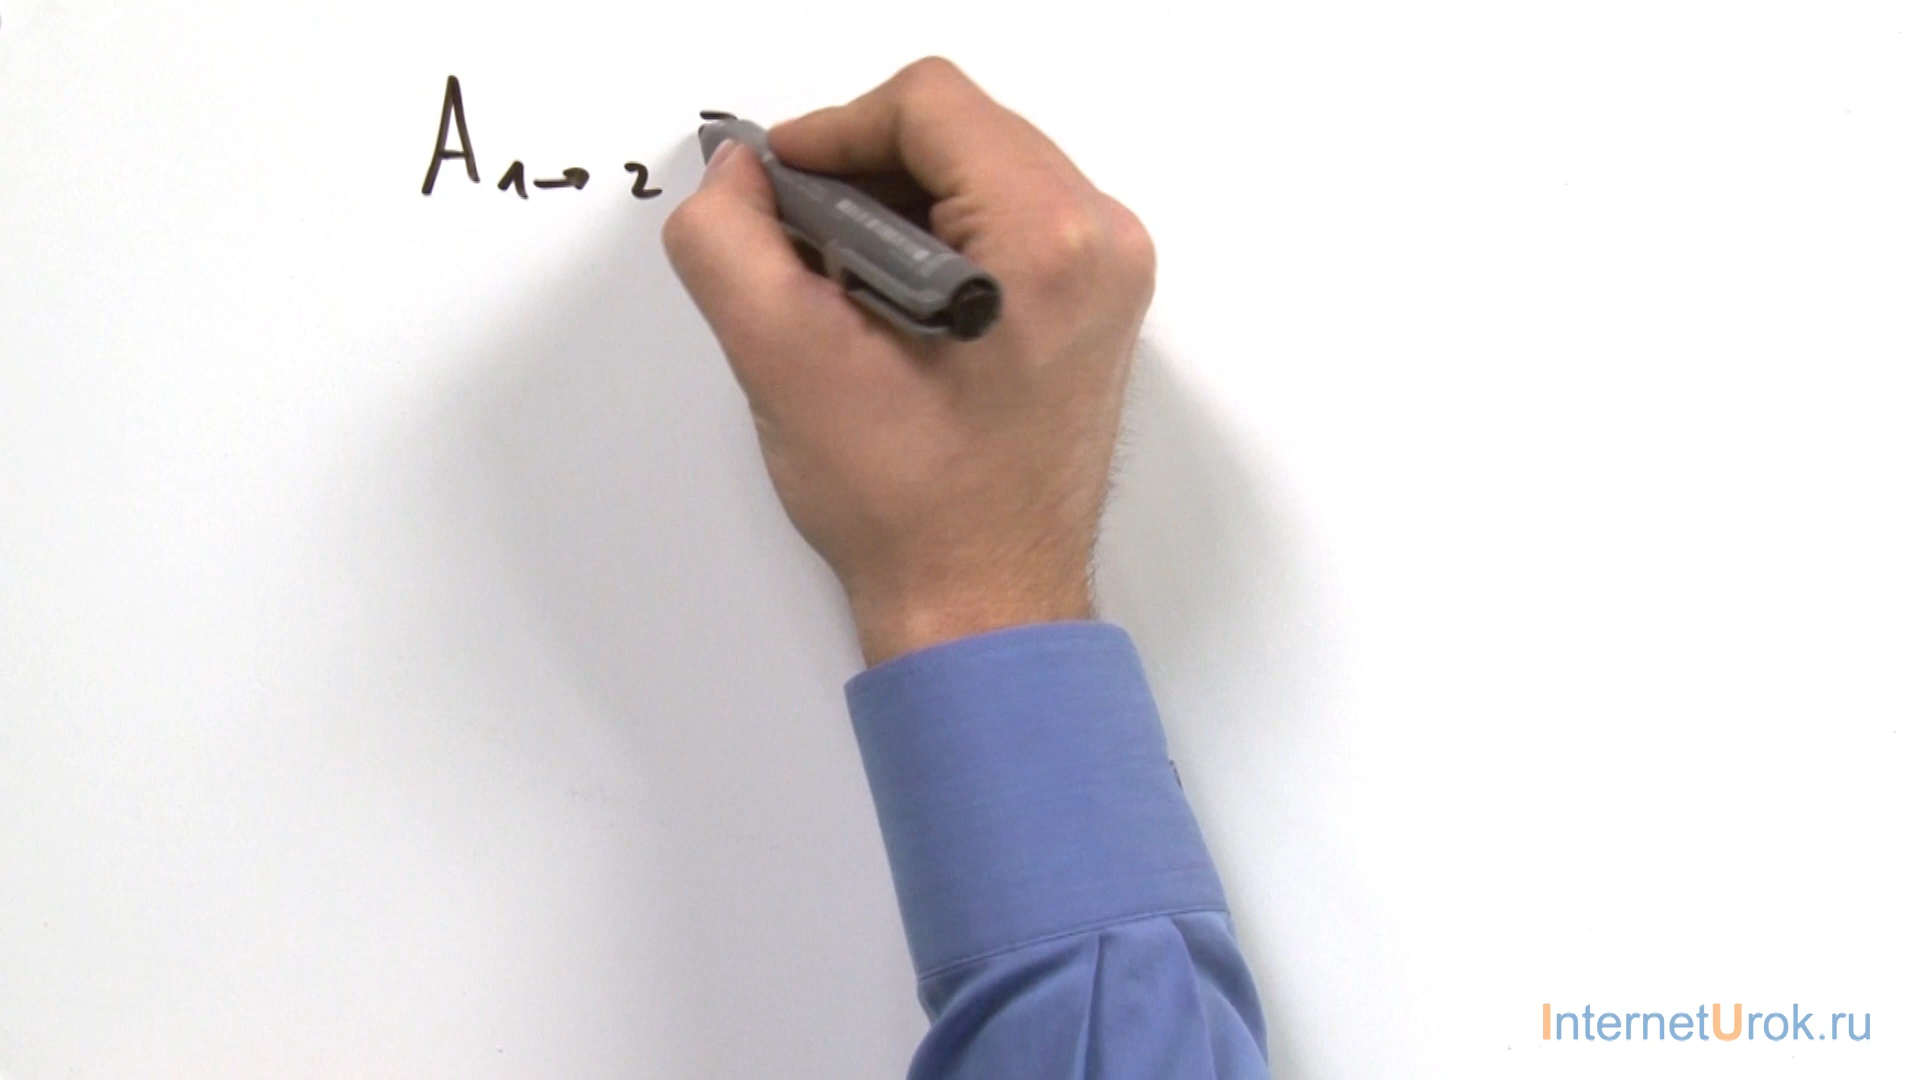 A₁→₂ =
InternetUrok.ru